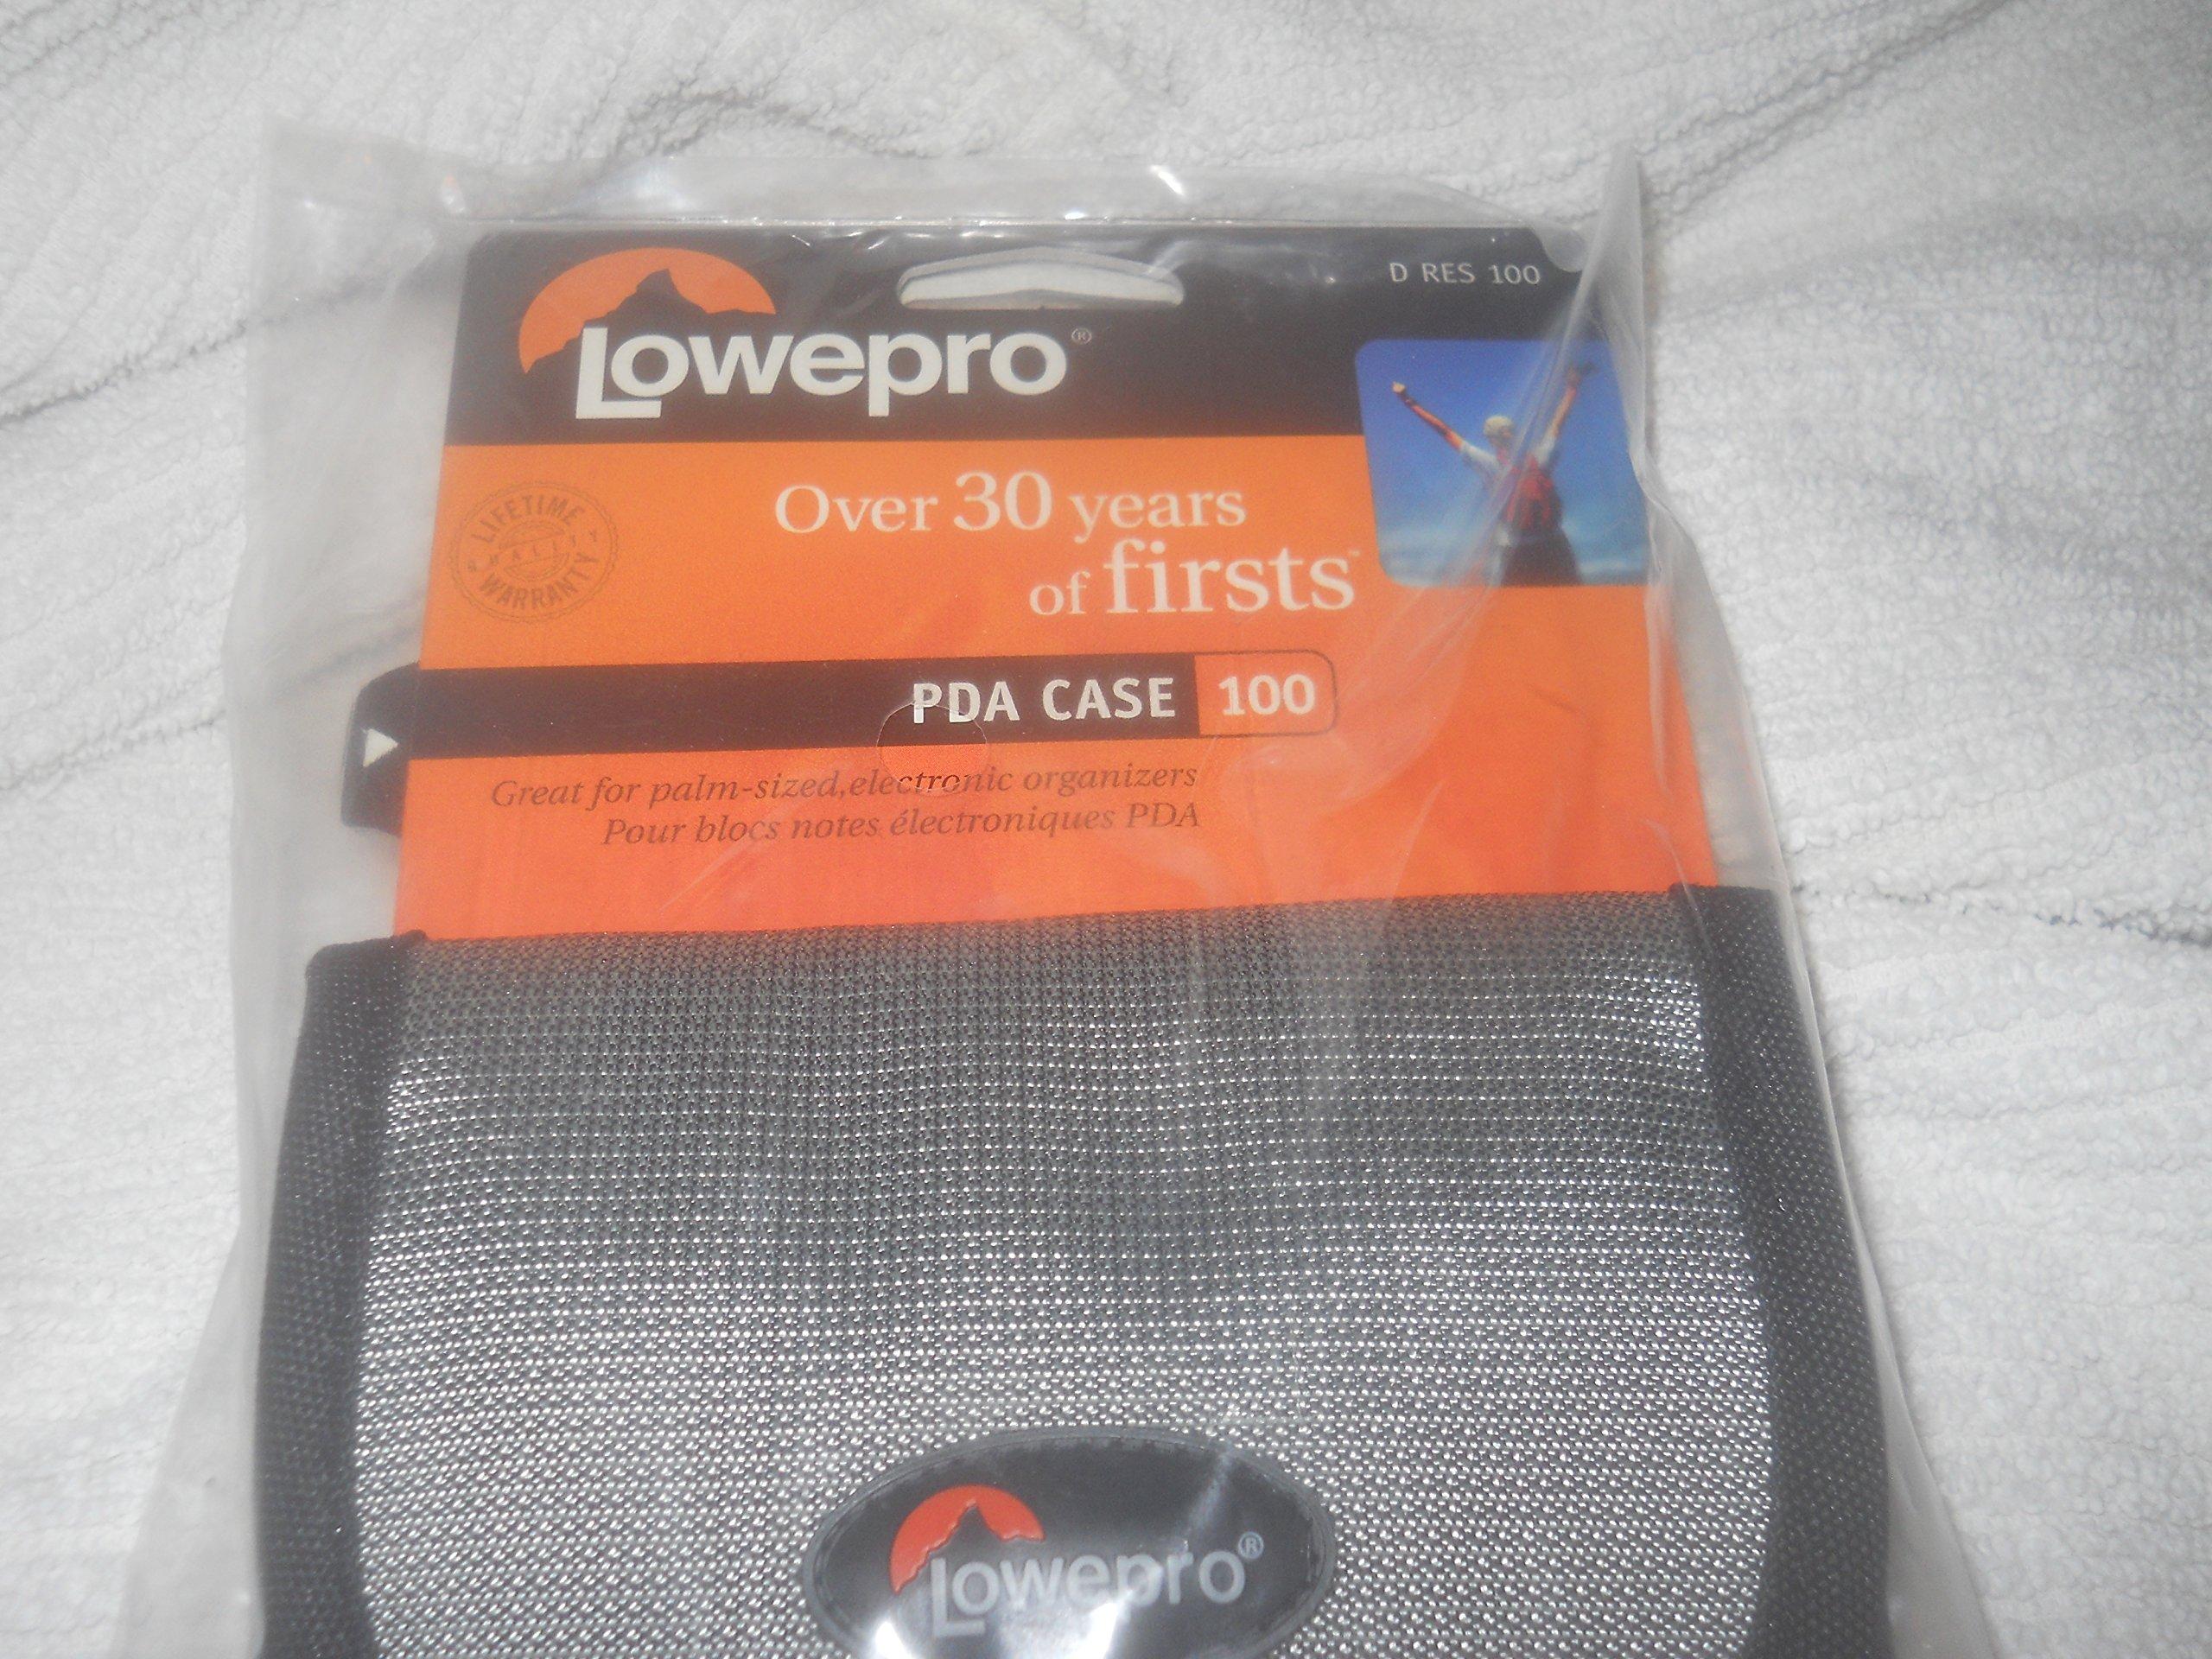 D RES 100
Lowepro®
Over 30 years
of firsts™
LIFETIME
WARRANTY
PDA CASE 100
Great for palm-sized, electronic organizers
Pour blocs notes électroniques PDA
Lowepro®